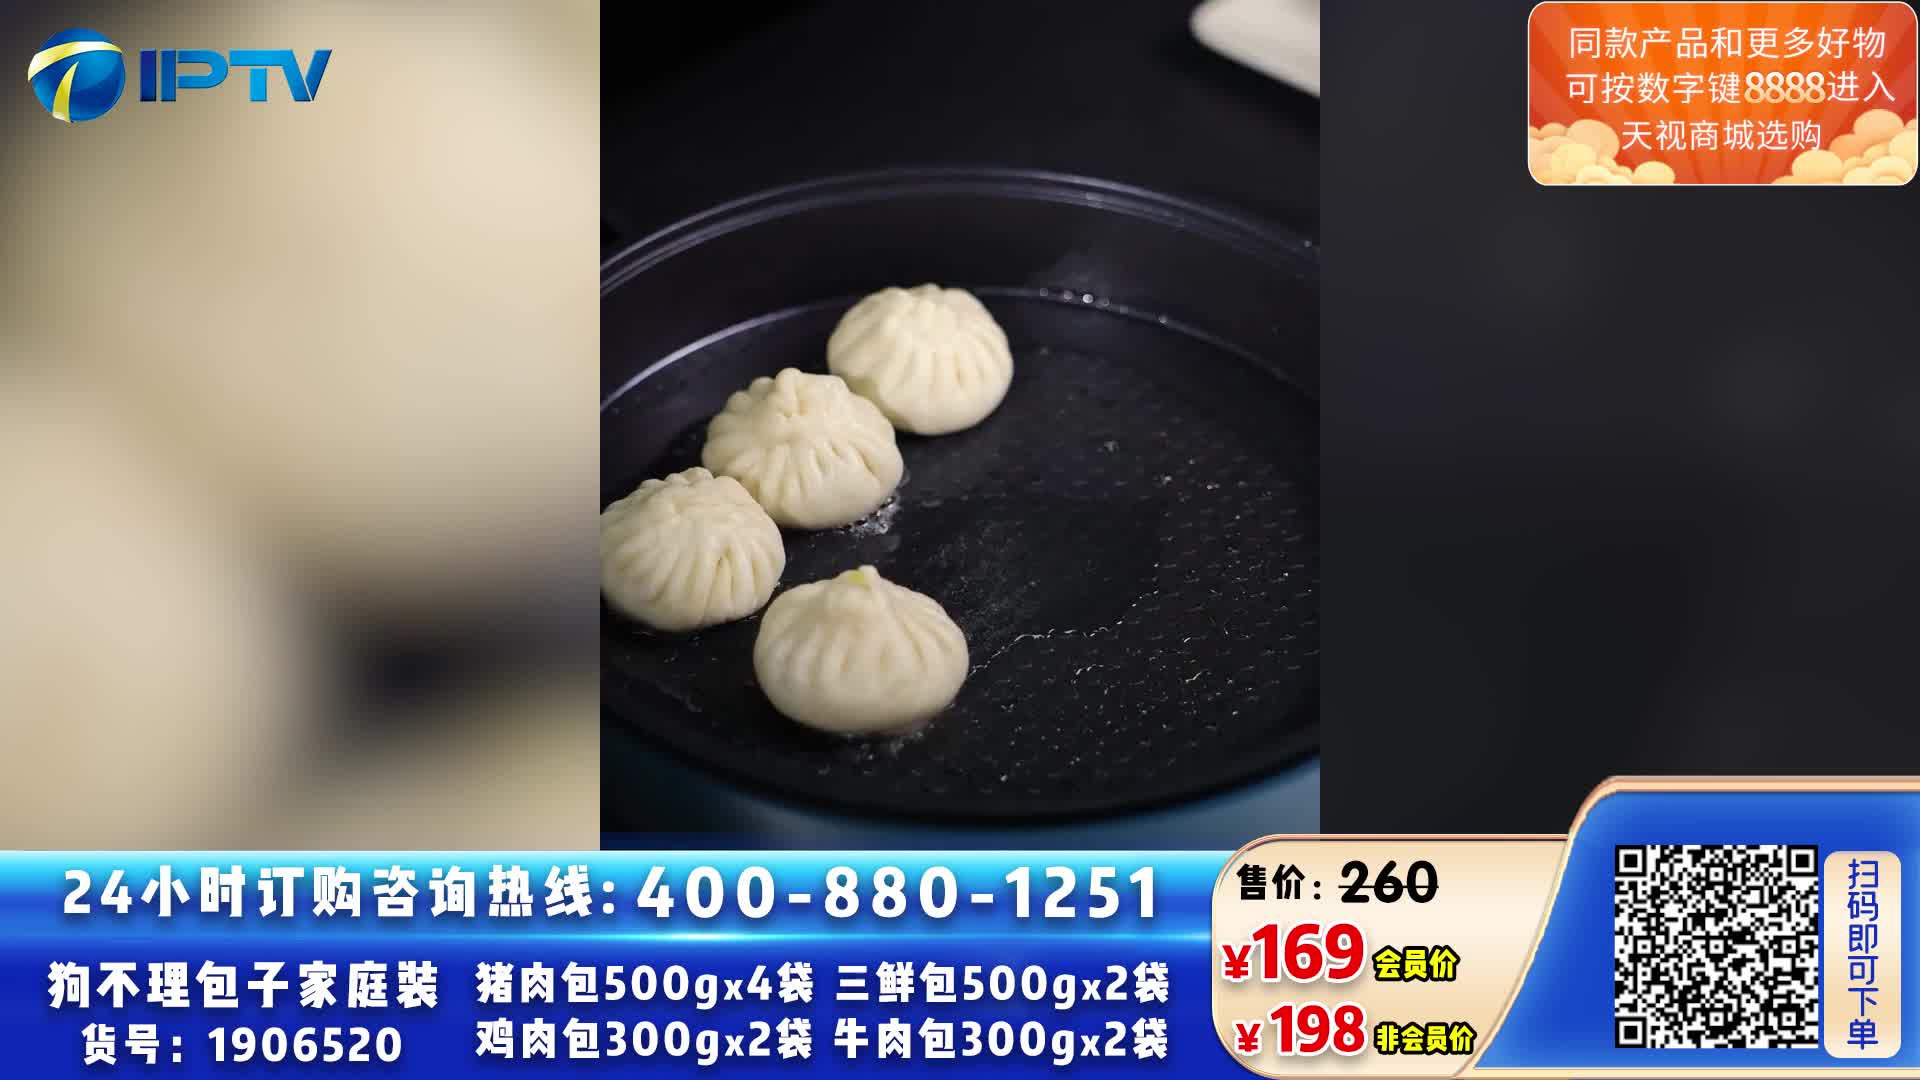 IPTV
同款产品和更多好物
可按数字键8888进入
天视商城选购
24小时订购咨询热线:400-880-1251
狗不理包子家庭装
货号：1906520
猪肉包500gx4袋 三鲜包500gx2袋
鸡肉包300gx2袋 牛肉包300gx2袋
售价：260
¥169 会员价
¥198 非会员价
扫码即可下单